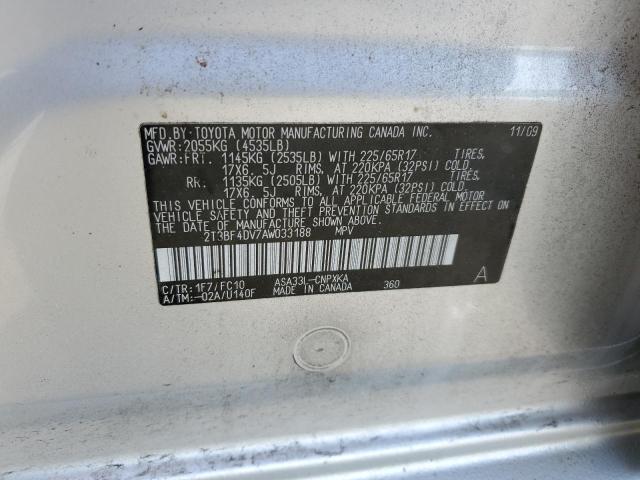 MFD.BY:TOYOTA MOTOR MANUFACTURING CANADA INC. 11/09
GVWR:2055KG (4535LB)
GAWR:FRT. 1145KG (2535LB) WITH 225/65R17 TIRES,
17X6. 5J RIMS, AT 220KPA (32PSI) COLD.
RR. 1135KG (2505LB) WITH 225/65R17 TIRES,
17X6. 5J RIMS, AT 220KPA (32PSI) COLD.
THIS VEHICLE CONFORMS TO ALL APPLICABLE FEDERAL MOTOR
VEHICLE SAFETY AND THEFT PREVENTION STANDARDS IN EFFECT ON
THE DATE OF MANUFACTURE SHOWN ABOVE.
2T3BF4DV7AW033188 MPV
C/TR:1F7/FC10 ASA33L-CNPXKA 360 A
A/TM:-02A/U140F MADE IN CANADA